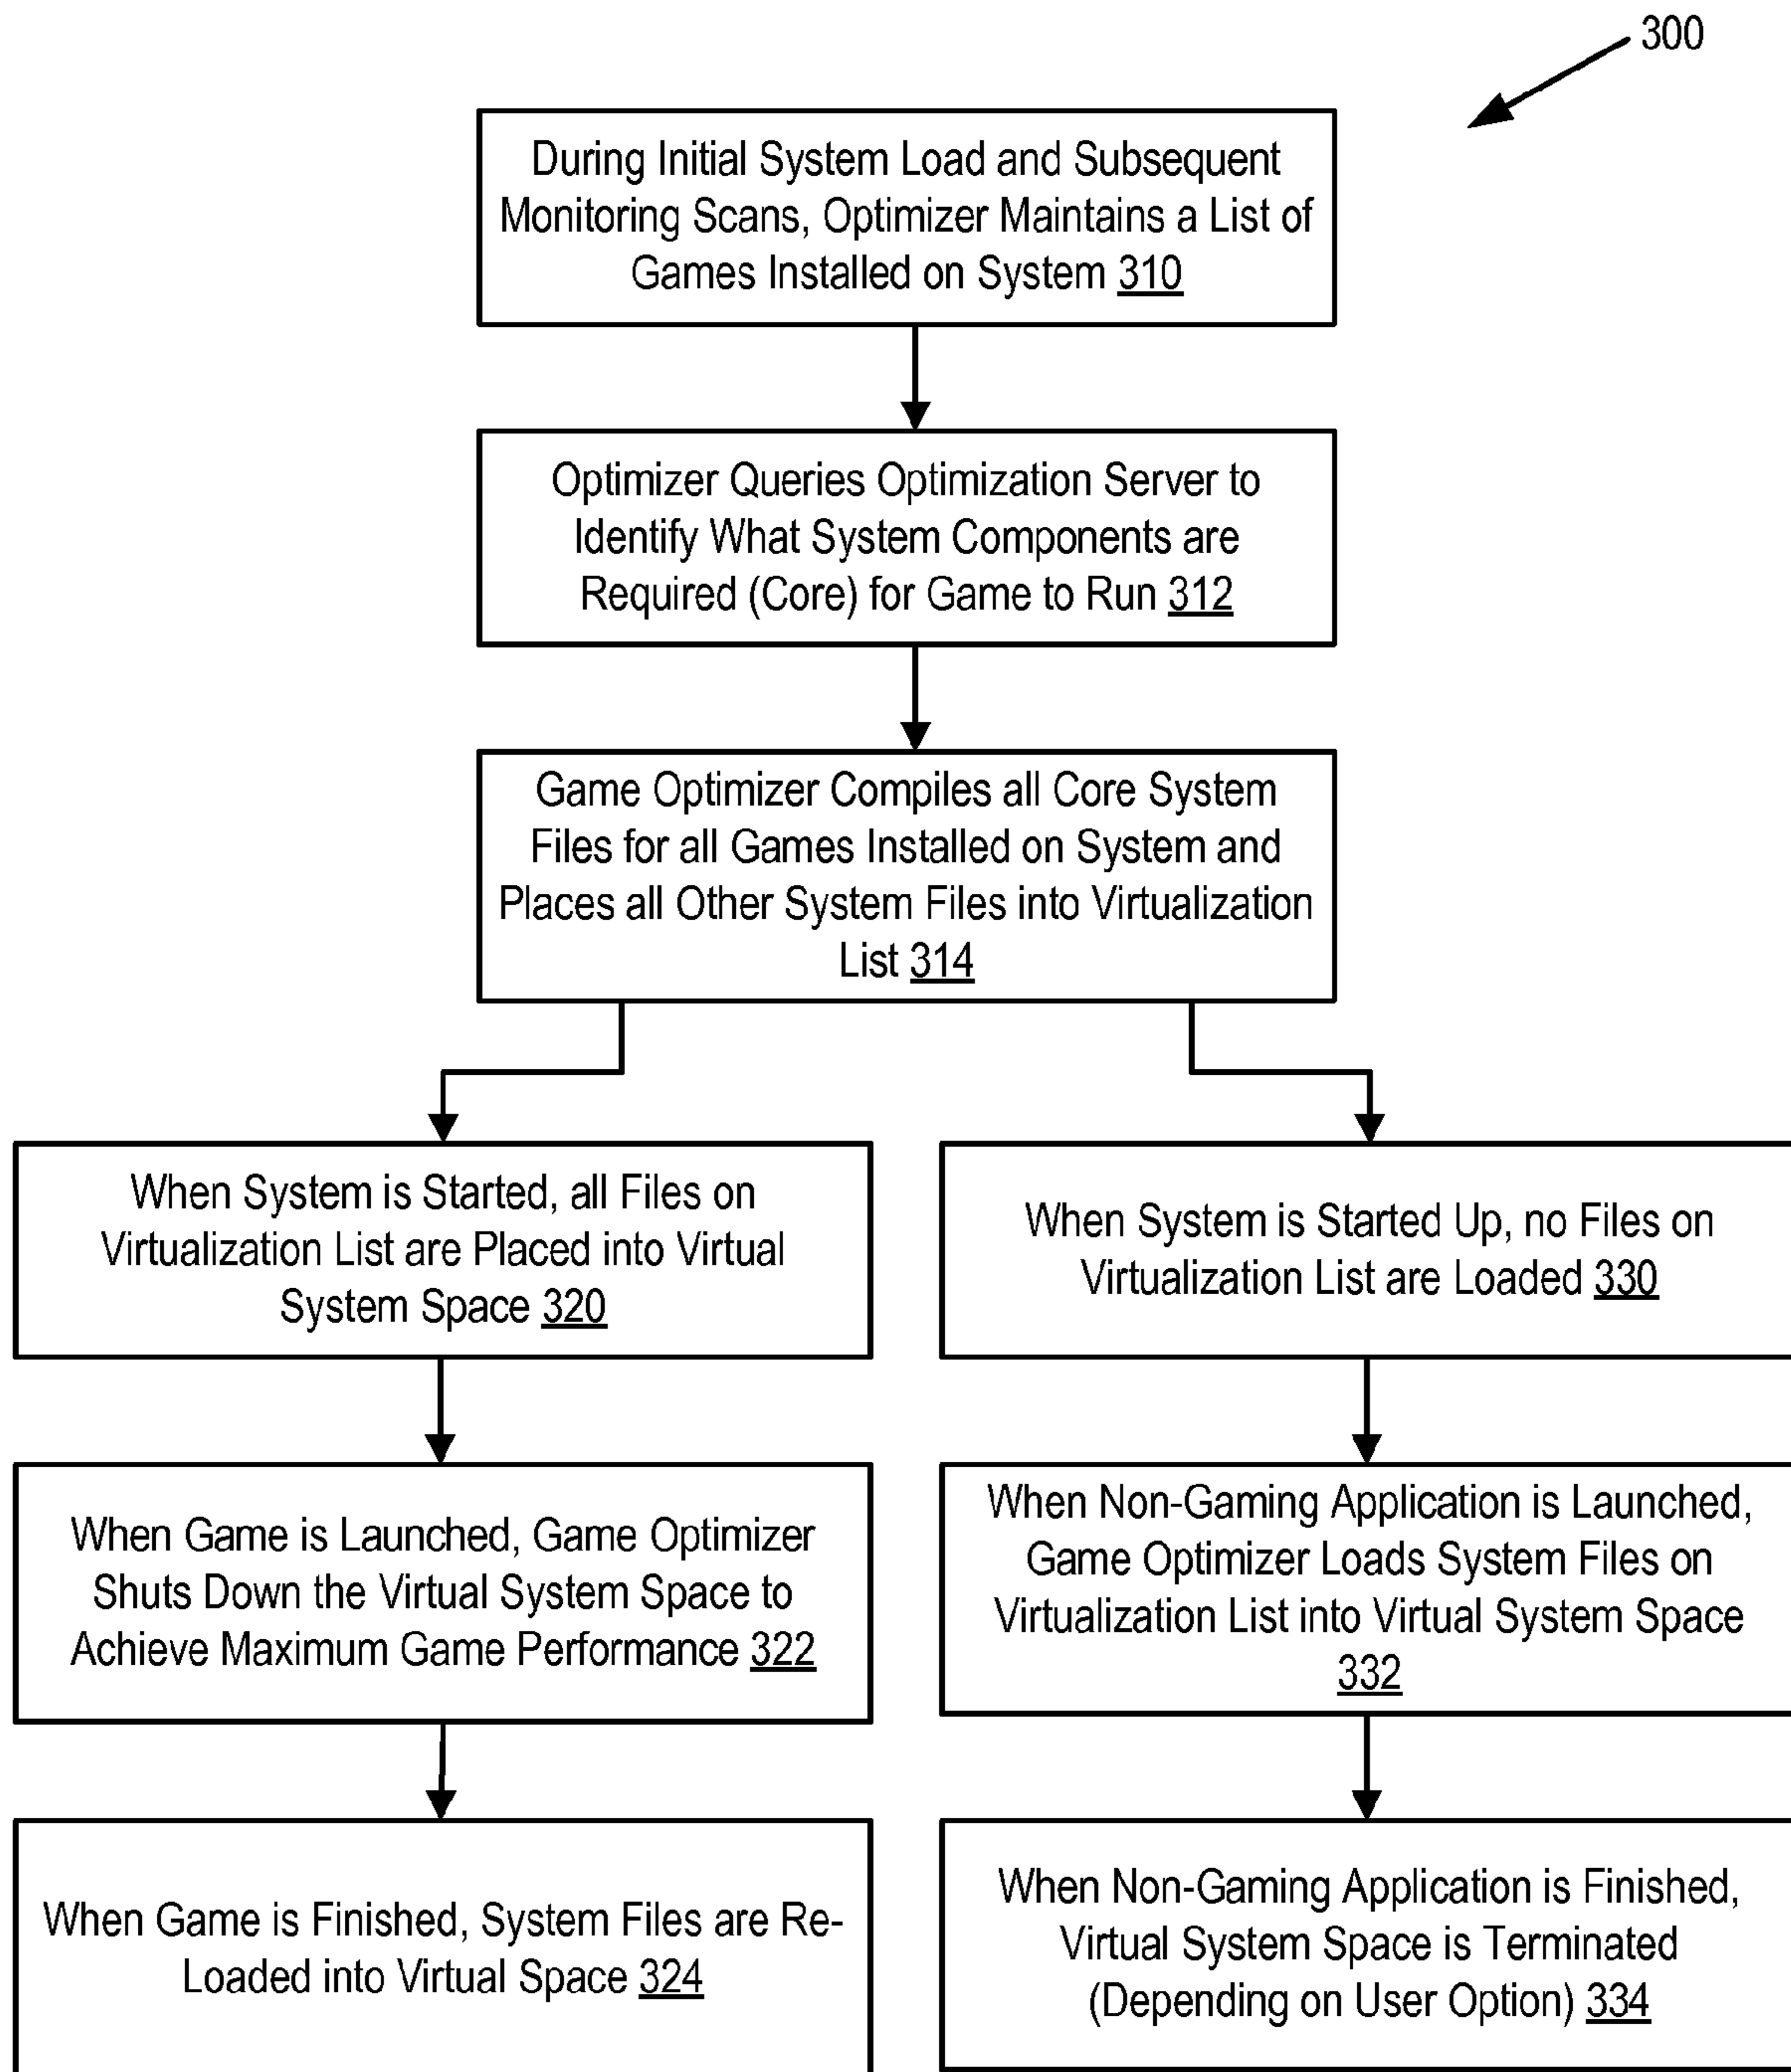 300
During Initial System Load and Subsequent
Monitoring Scans, Optimizer Maintains a List of
Games Installed on System 310
Optimizer Queries Optimization Server to
Identify What System Components are
Required (Core) for Game to Run 312
Game Optimizer Compiles all Core System
Files for all Games Installed on System and
Places all Other System Files into Virtualization
List 314
When System is Started, all Files on
Virtualization List are Placed into Virtual
System Space 320
When System is Started Up, no Files on
Virtualization List are Loaded 330
When Game is Launched, Game Optimizer
Shuts Down the Virtual System Space to
Achieve Maximum Game Performance 322
When Non-Gaming Application is Launched,
Game Optimizer Loads System Files on
Virtualization List into Virtual System Space
332
When Game is Finished, System Files are Re-
Loaded into Virtual Space 324
When Non-Gaming Application is Finished,
Virtual System Space is Terminated
(Depending on User Option) 334